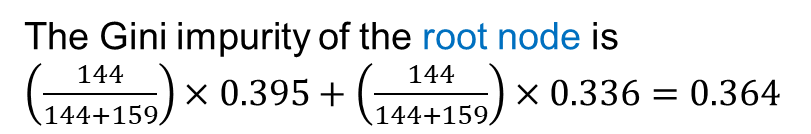 The Gini impurity of the root node is
(144/144+159) × 0.395 + (144/144+159) × 0.336 = 0.364